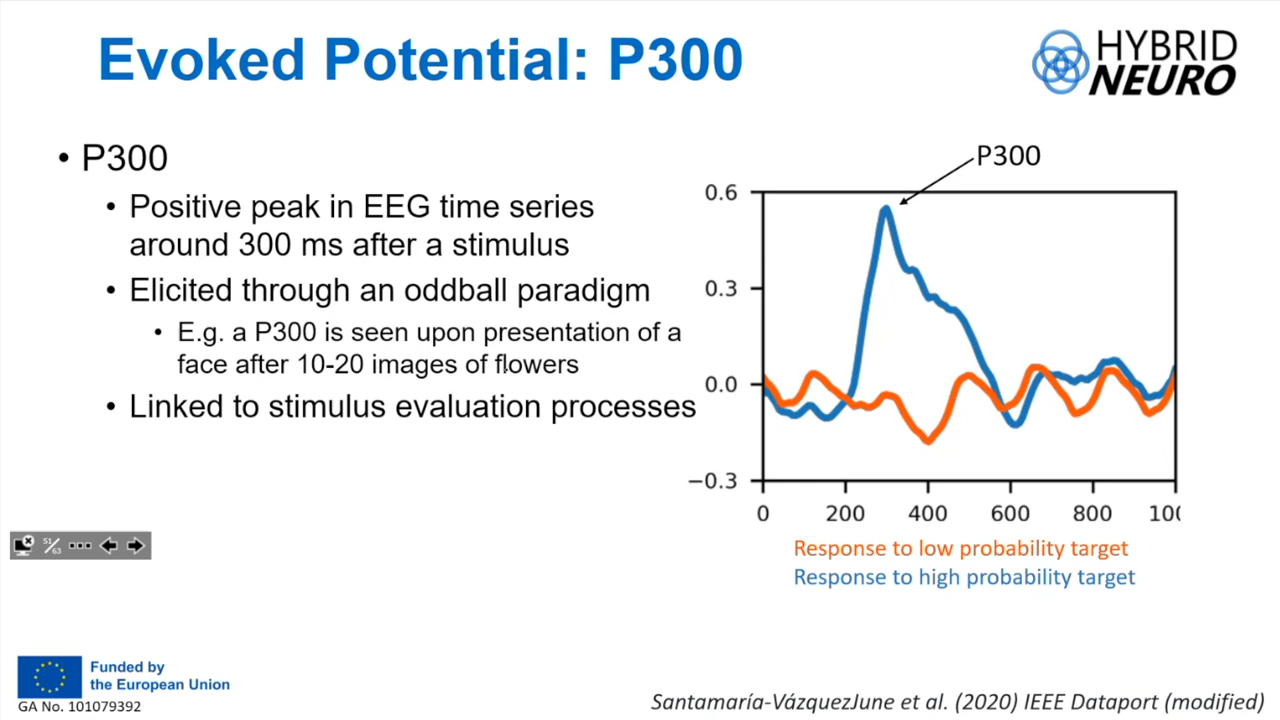 Evoked Potential: P300
HYBRID
NEURO
• P300
• Positive peak in EEG time series
around 300 ms after a stimulus
• Elicited through an oddball paradigm
• E.g. a P300 is seen upon presentation of a
face after 10-20 images of flowers
• Linked to stimulus evaluation processes
P300
0.6
0.3
0.0
−0.3
0 200 400 600 800 100
Response to low probability target
Response to high probability target
51/63
Funded by
the European Union
GA No. 101079392
Santamaría-VázquezJune et al. (2020) IEEE Dataport (modified)